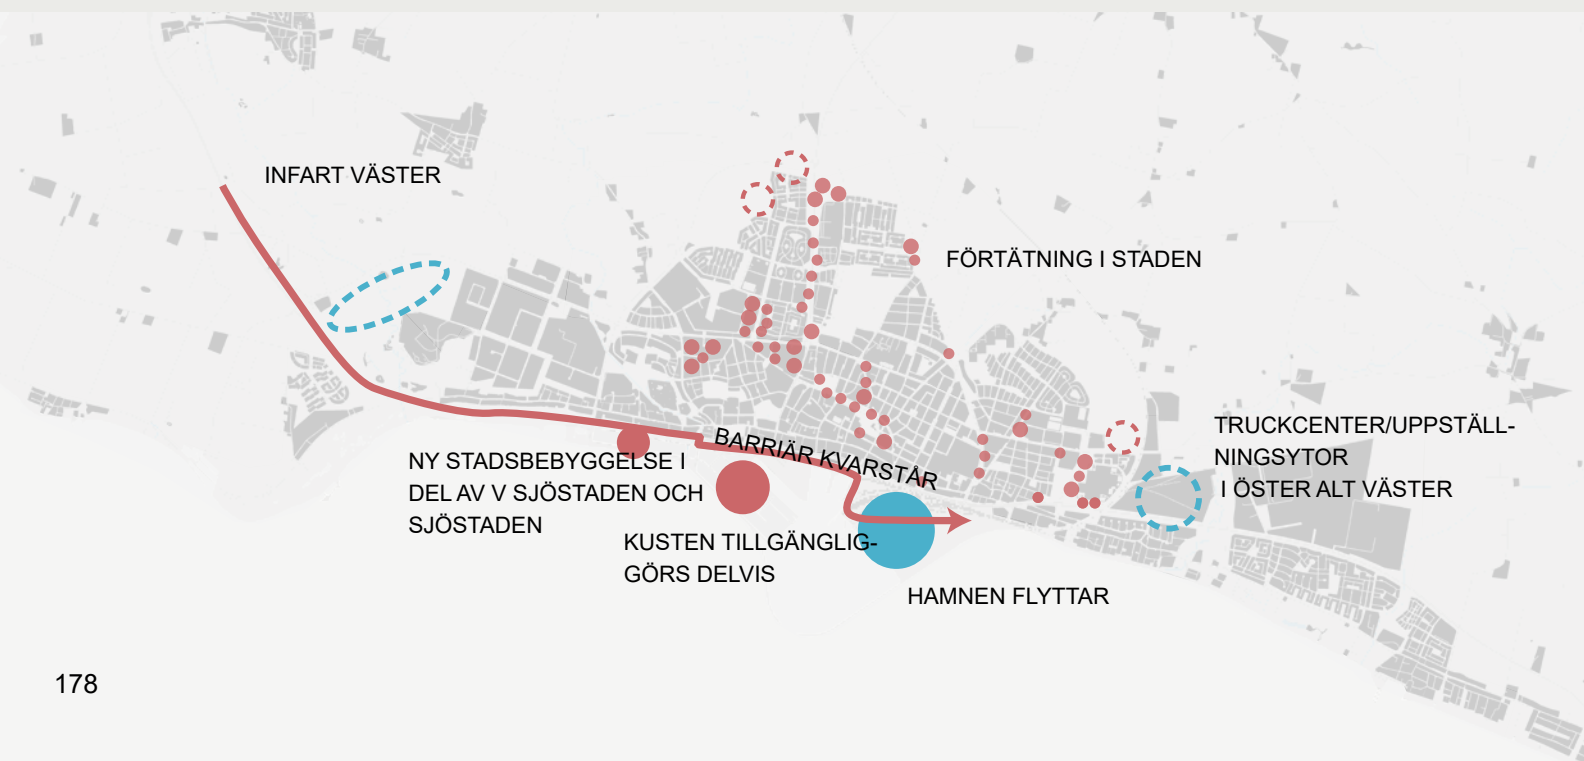 INFART VÄSTER
FÖRTÄTNING I STADEN
TRUCKCENTER/UPPSTÄLL-
NINGSYTOR
I ÖSTER ALT VÄSTER
BARRIÄR KVARSTÅR
NY STADSBEBYGGELSE I
DEL AV V SJÖSTADEN OCH
SJÖSTADEN
KUSTEN TILLGÄNGLIG-
GÖRS DELVIS
HAMNEN FLYTTAR
178